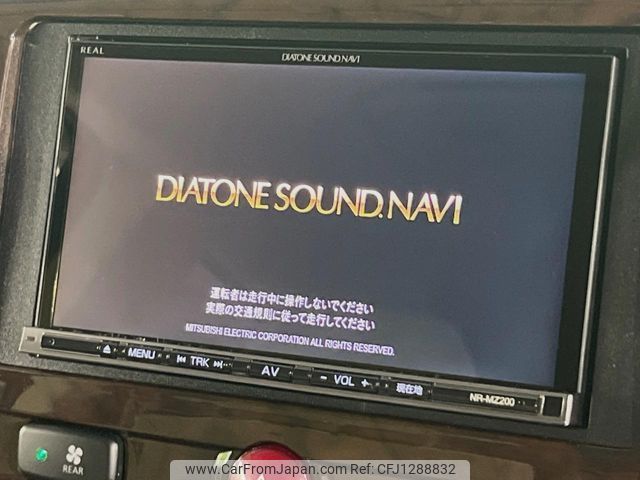 REAL
DIATONE SOUND.NAVI
DIATONE SOUND.NAVI
運転者は走行中に操作しないでください
実際の交通規則に従って走行してください
MITSUBISHI ELECTRIC CORPORATION ALL RIGHTS RESERVED.
MENU TRK AV - VOL + 現在地 NR-MZ200
REAR
www.CarFromJapan.com - CFJ1288832